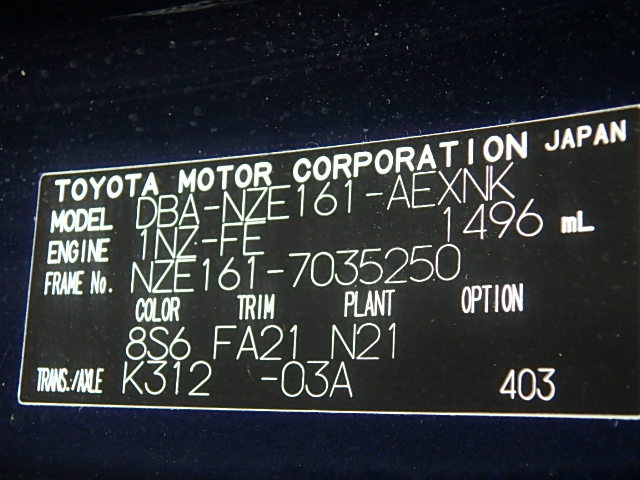 TOYOTA MOTOR CORPORATION JAPAN
MODEL DBA-NZE161-AEXNK
ENGINE 1NZ-FE 1496 mL
FRAME No. NZE161-7035250
COLOR TRIM PLANT OPTION
8S6 FA21 N21
TRANS./AXLE K312 -03A 403